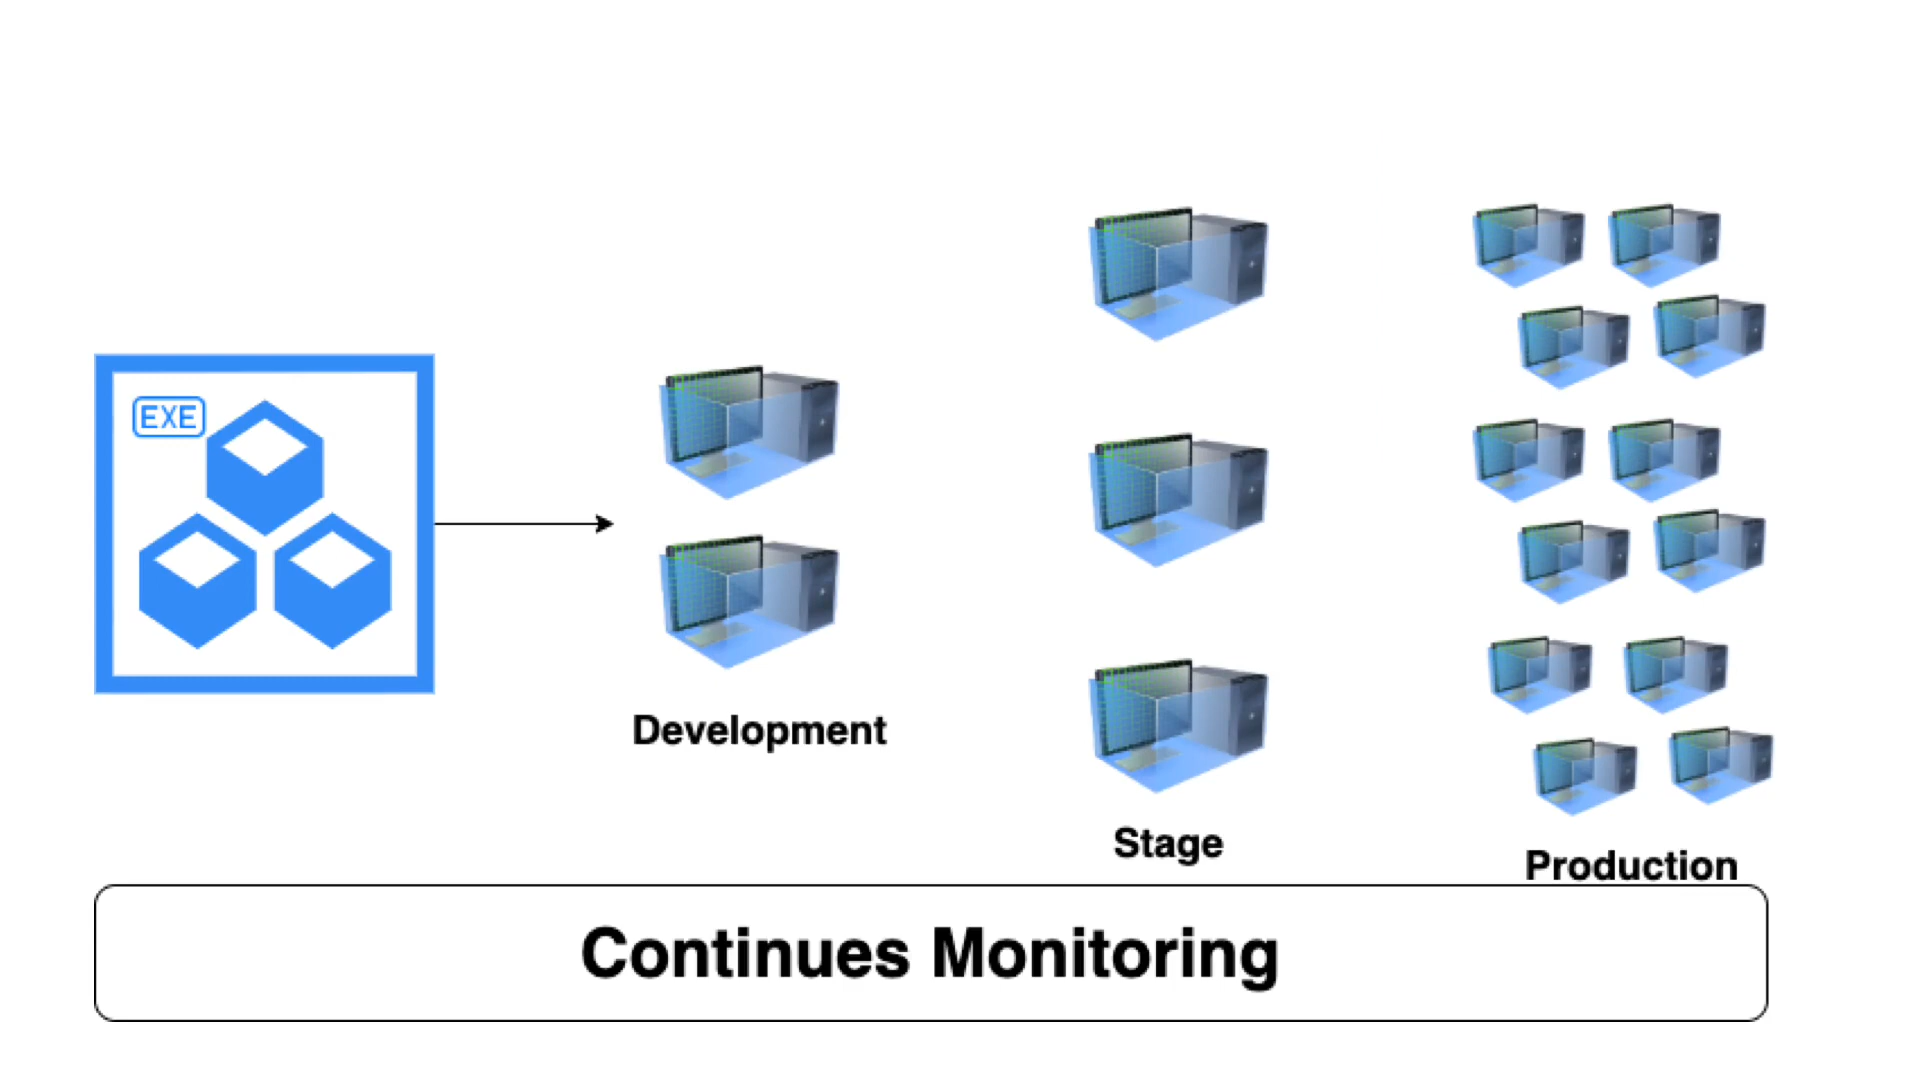 EXE
Development
Stage
Production
Continues Monitoring